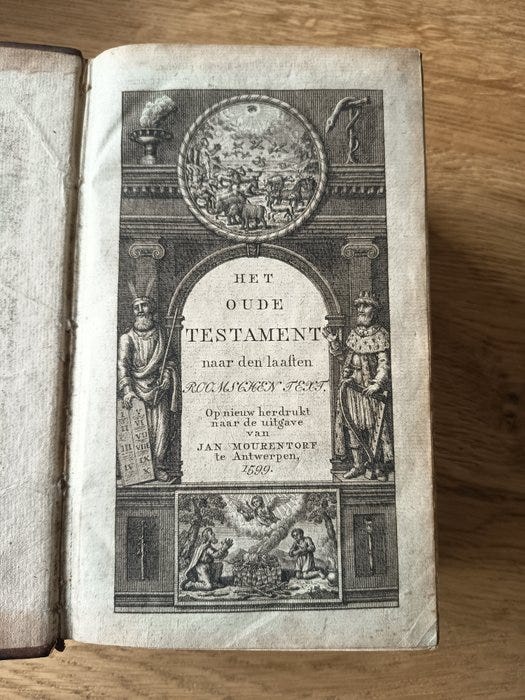 HET
OUDE
TESTAMENT
naar den laaſten
ROOMSCHEN TEXT,
Op nieuw herdrukt
naar de uitgave
van
JAN MOURENTORF
te Antwerpen,
1599.